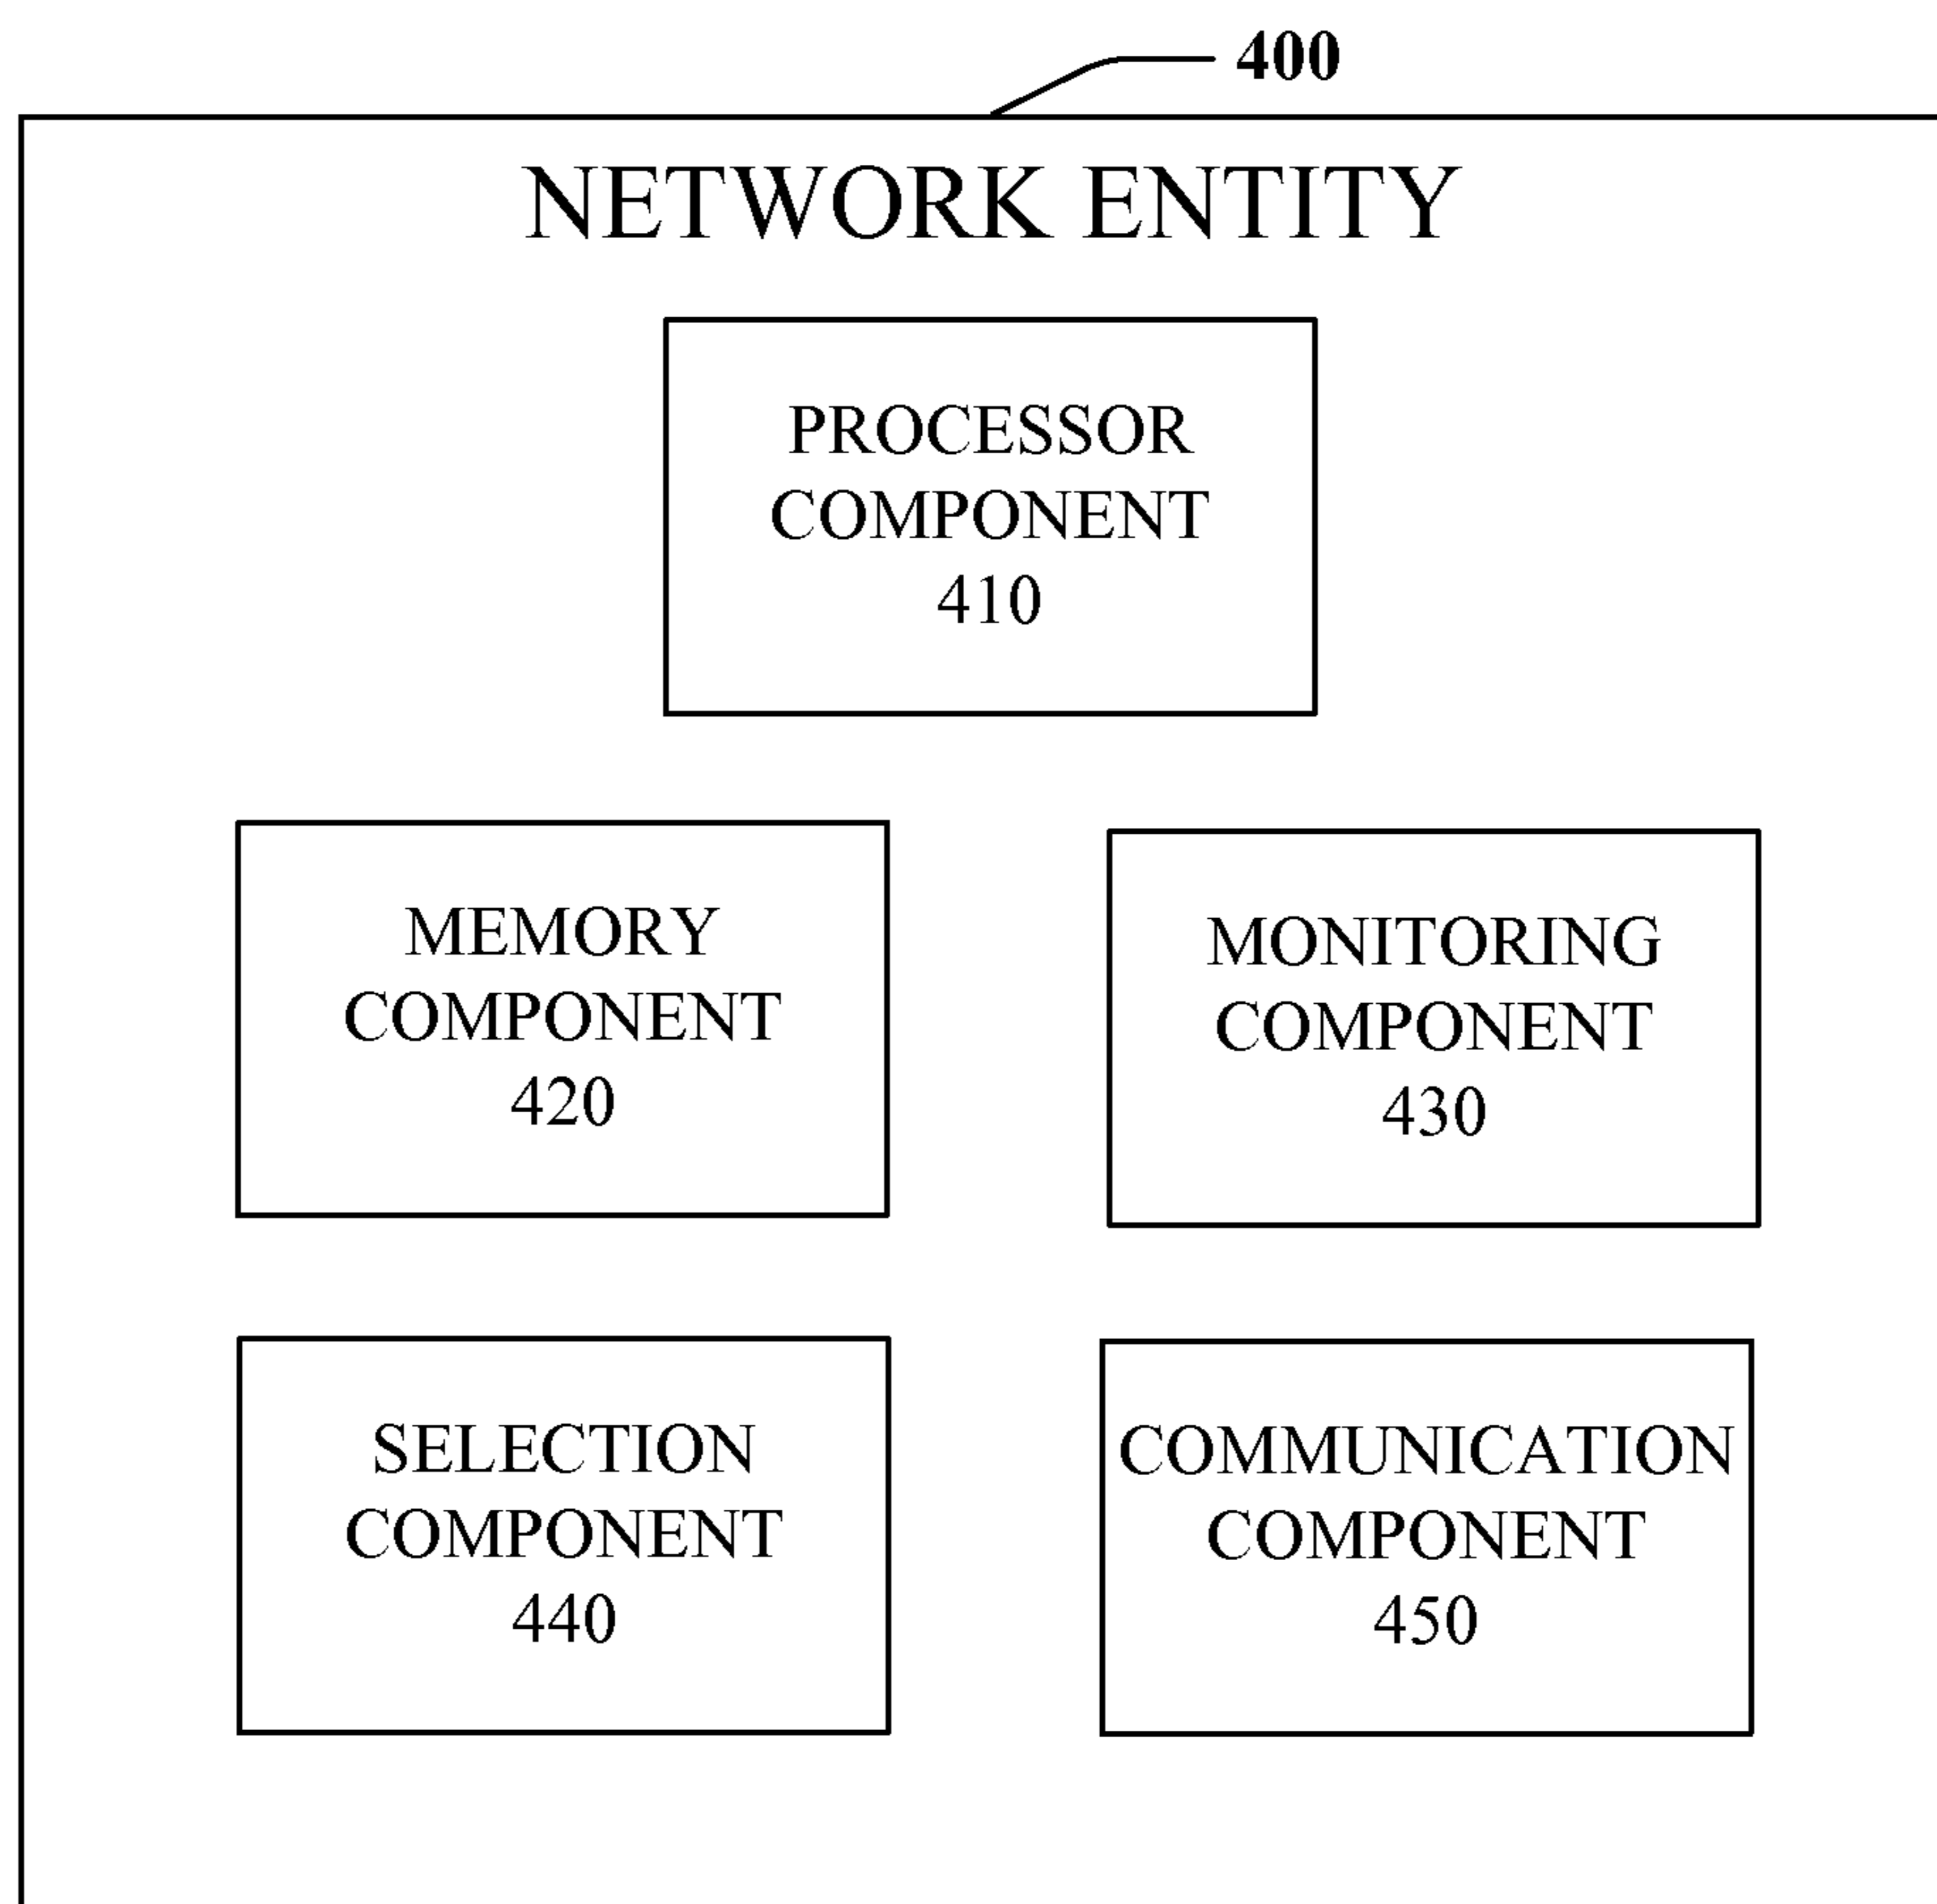 400
NETWORK ENTITY
PROCESSOR
COMPONENT
410
MEMORY
COMPONENT
420
MONITORING
COMPONENT
430
SELECTION
COMPONENT
440
COMMUNICATION
COMPONENT
450